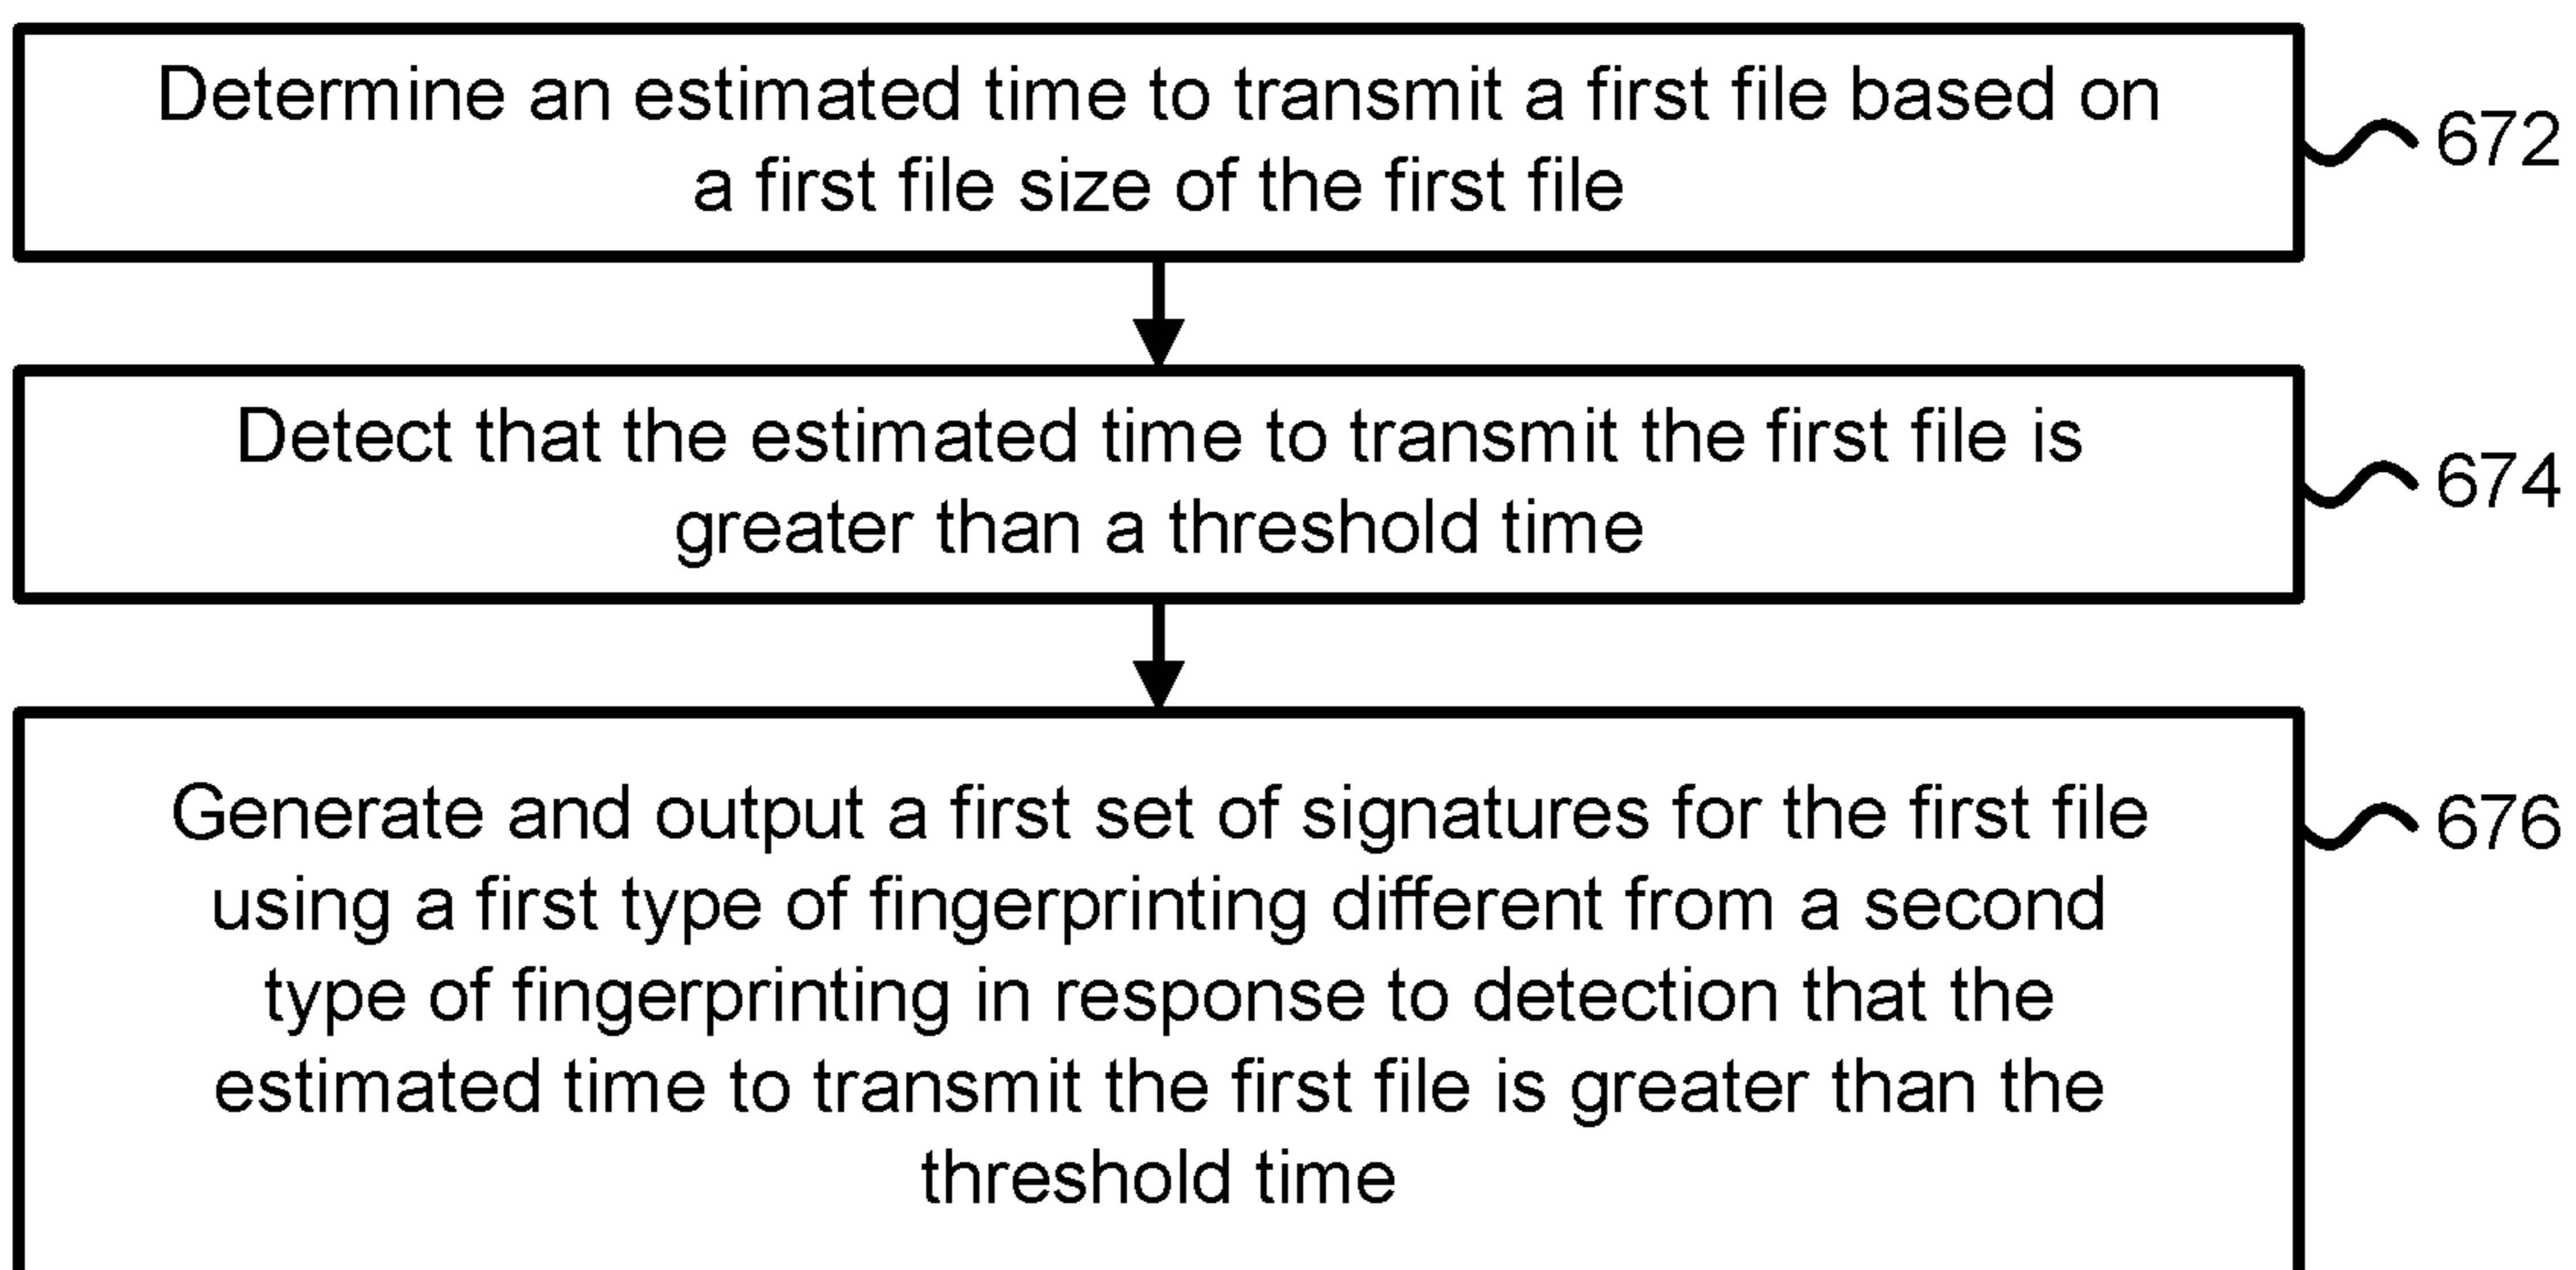 Determine an estimated time to transmit a first file based on
a first file size of the first file
672
Detect that the estimated time to transmit the first file is
greater than a threshold time
674
Generate and output a first set of signatures for the first file
using a first type of fingerprinting different from a second
type of fingerprinting in response to detection that the
estimated time to transmit the first file is greater than the
threshold time
676